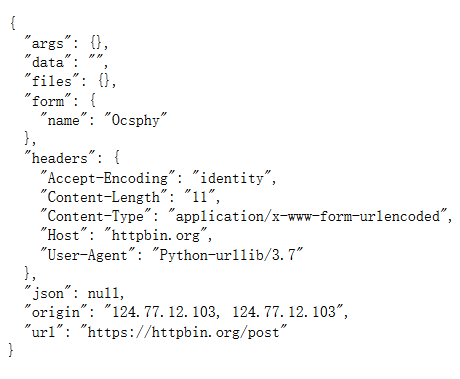 {
  "args": {},
  "data": "",
  "files": {},
  "form": {
    "name": "Ocsphy"
  },
  "headers": {
    "Accept-Encoding": "identity",
    "Content-Length": "11",
    "Content-Type": "application/x-www-form-urlencoded",
    "Host": "httpbin.org",
    "User-Agent": "Python-urllib/3.7"
  },
  "json": null,
  "origin": "124.77.12.103, 124.77.12.103",
  "url": "https://httpbin.org/post"
}